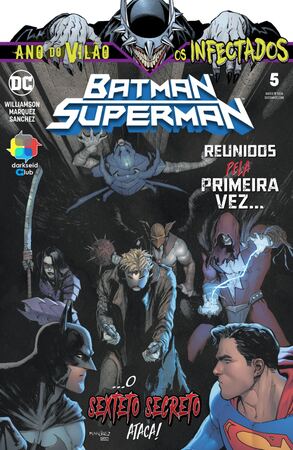 ANO DO VILÃO
OS INFECTADOS
DC
BATMAN
SUPERMAN
5
WILLIAMSON
MARQUEZ
SANCHEZ
darkseid
Club
REUNIDOS
PELA
PRIMEIRA
VEZ...
...O
SEXTETO SECRETO
ATACA!